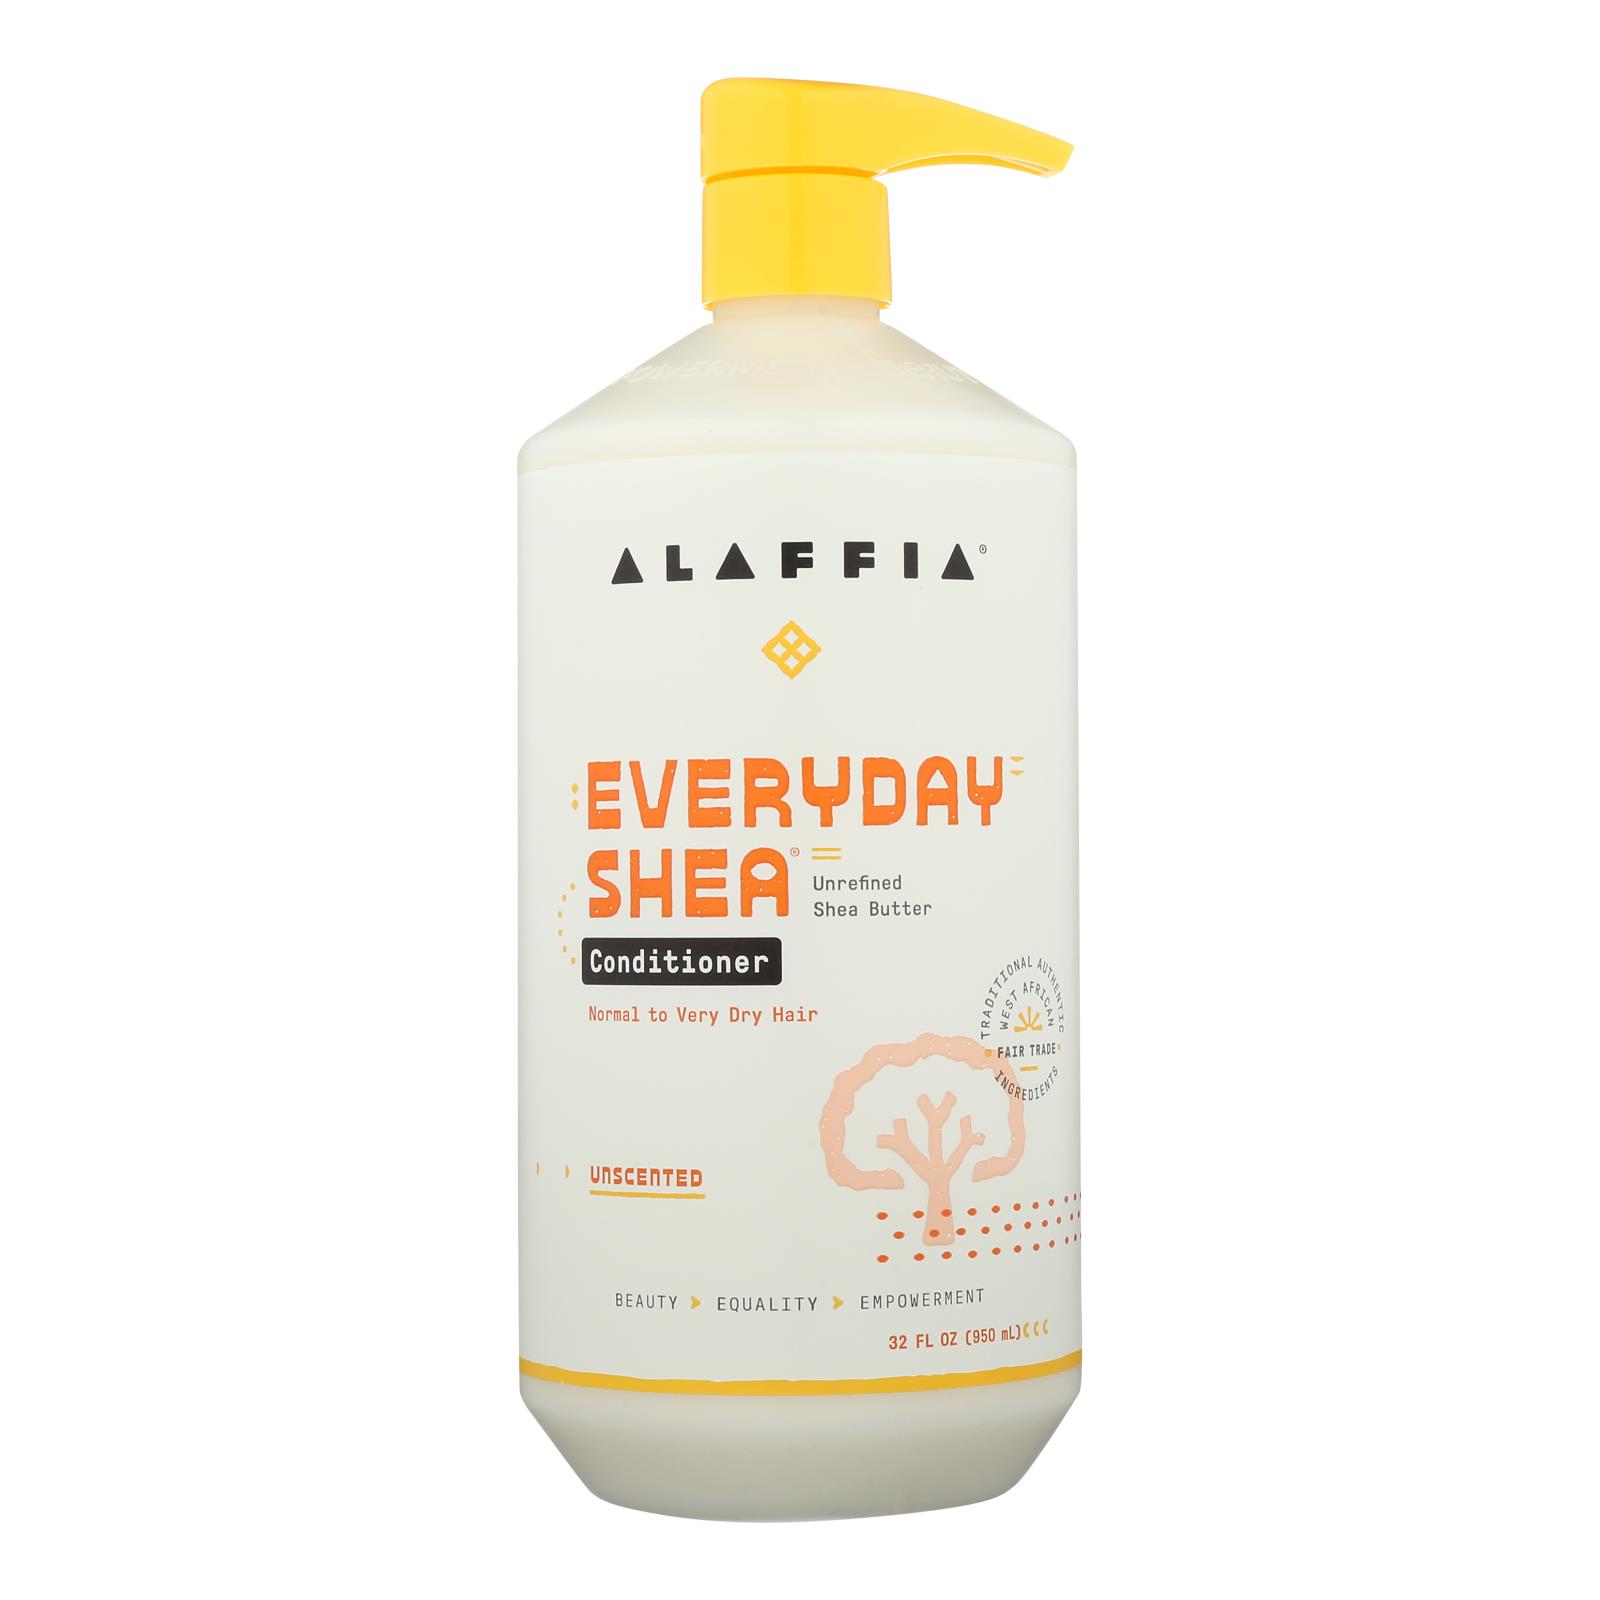 ALAFFIA®
EVERYDAY
SHEA®
Unrefined
Shea Butter
Conditioner
Normal to Very Dry Hair
TRADITIONAL AUTHENTIC
WEST AFRICAN
FAIR TRADE
INGREDIENTS
UNSCENTED
BEAUTY > EQUALITY > EMPOWERMENT
32 FL OZ (950 mL)